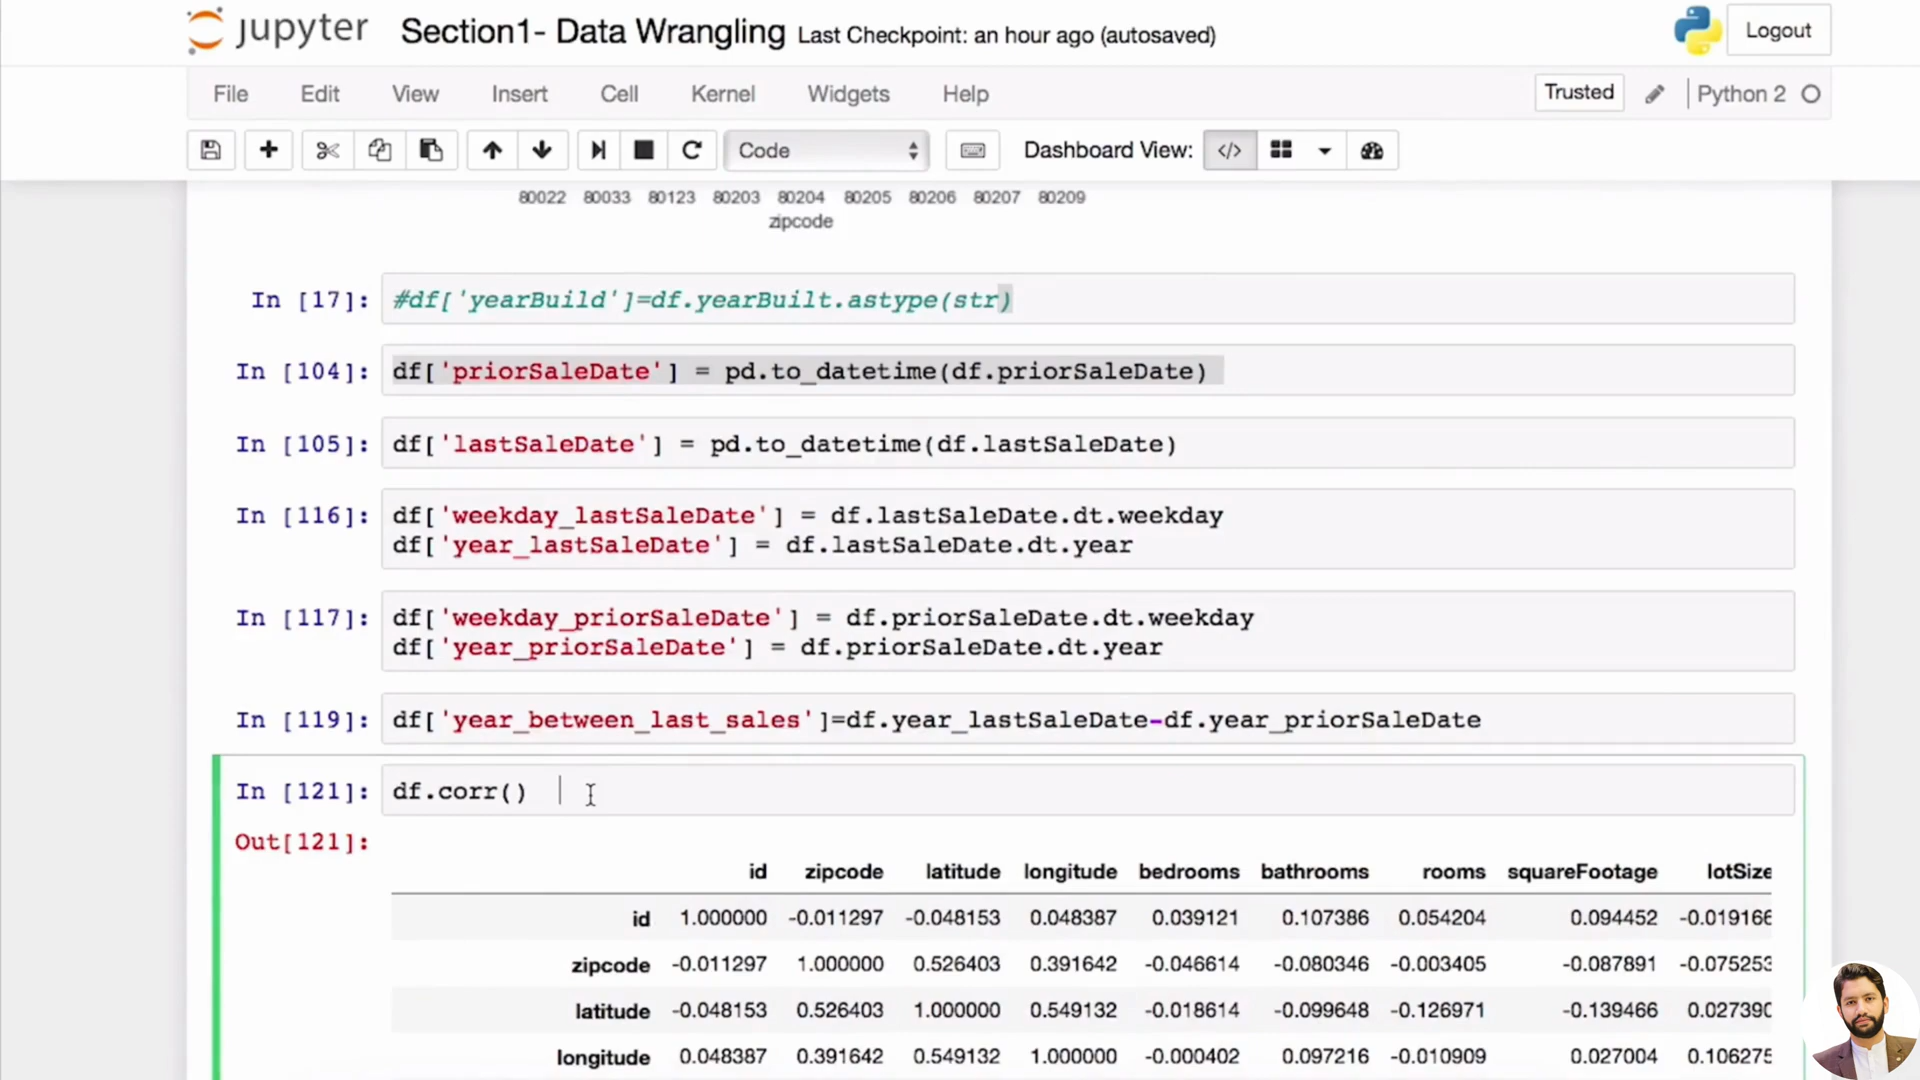 jupyter Section1- Data Wrangling Last Checkpoint: an hour ago (autosaved) Logout
File Edit View Insert Cell Kernel Widgets Help Trusted Python 2
Code Dashboard View: </>
80022 80033 80123 80203 80204 80205 80206 80207 80209
zipcode
In [17]: #df['yearBuild']=df.yearBuilt.astype(str)
In [104]: df['priorSaleDate'] = pd.to_datetime(df.priorSaleDate)
In [105]: df['lastSaleDate'] = pd.to_datetime(df.lastSaleDate)
In [116]: df['weekday_lastSaleDate'] = df.lastSaleDate.dt.weekday
df['year_lastSaleDate'] = df.lastSaleDate.dt.year
In [117]: df['weekday_priorSaleDate'] = df.priorSaleDate.dt.weekday
df['year_priorSaleDate'] = df.priorSaleDate.dt.year
In [119]: df['year_between_last_sales']=df.year_lastSaleDate-df.year_priorSaleDate
In [121]: df.corr()
Out[121]:
id zipcode latitude longitude bedrooms bathrooms rooms squareFootage lotSize
id 1.000000 -0.011297 -0.048153 0.048387 0.039121 0.107386 0.054204 0.094452 -0.019166
zipcode -0.011297 1.000000 0.526403 0.391642 -0.046614 -0.080346 -0.003405 -0.087891 -0.075253
latitude -0.048153 0.526403 1.000000 0.549132 -0.018614 -0.099648 -0.126971 -0.139466 0.027390
longitude 0.048387 0.391642 0.549132 1.000000 -0.000402 0.097216 -0.010909 0.027004 0.106275